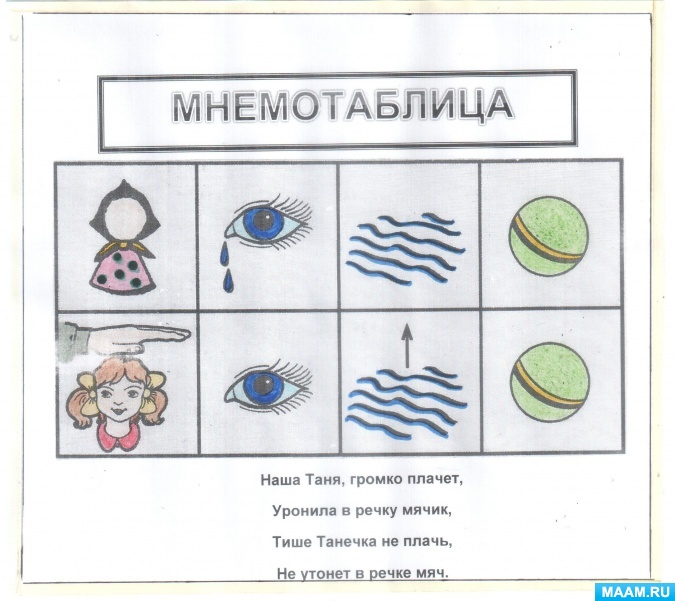 МНЕМОТАБЛИЦА
Наша Таня, громко плачет,
Уронила в речку мячик,
Тише Танечка не плачь,
Не утонет в речке мяч.
MAAM.RU